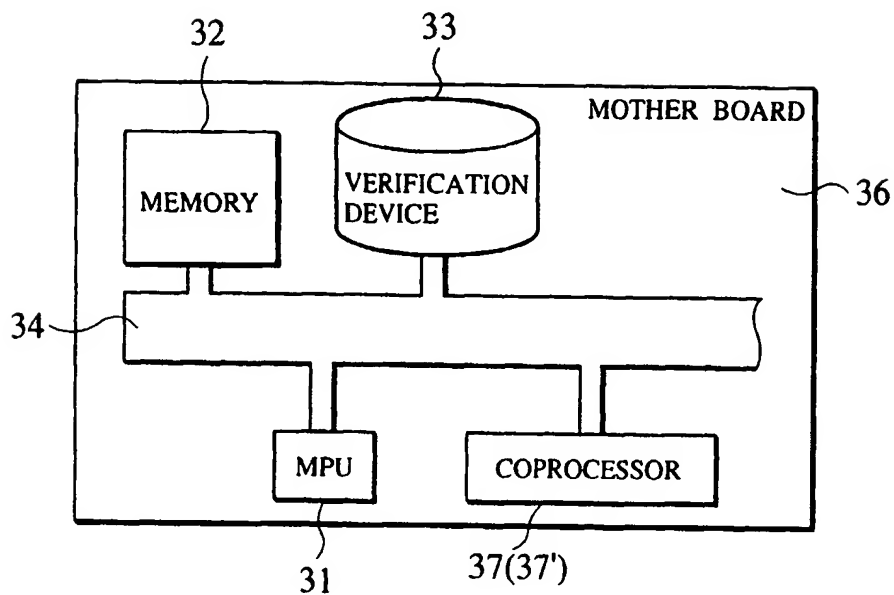 32
33
MOTHER BOARD
MEMORY
VERIFICATION
DEVICE
36
34
MPU
COPROCESSOR
31
37(37')